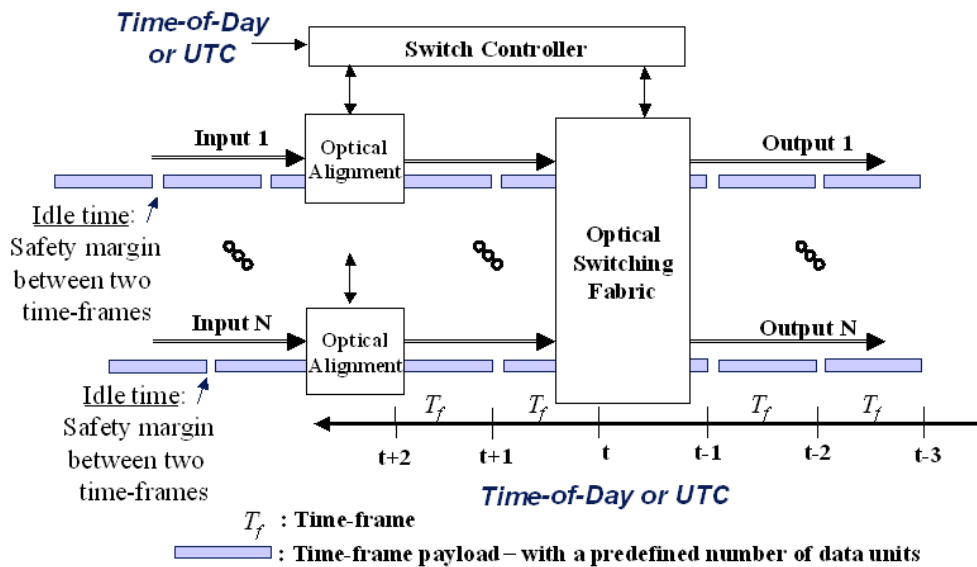 Time-of-Day
or UTC
Switch Controller
Input 1
Optical
Alignment
Output 1
Idle time:
Safety margin
between two
time-frames
Optical
Switching
Fabric
Input N
Optical
Alignment
Output N
Idle time:
Safety margin
between two
time-frames
Tf Tf Tf Tf
t+2 t+1 t t-1 t-2 t-3
Time-of-Day or UTC
Tf : Time-frame
: Time-frame payload – with a predefined number of data units